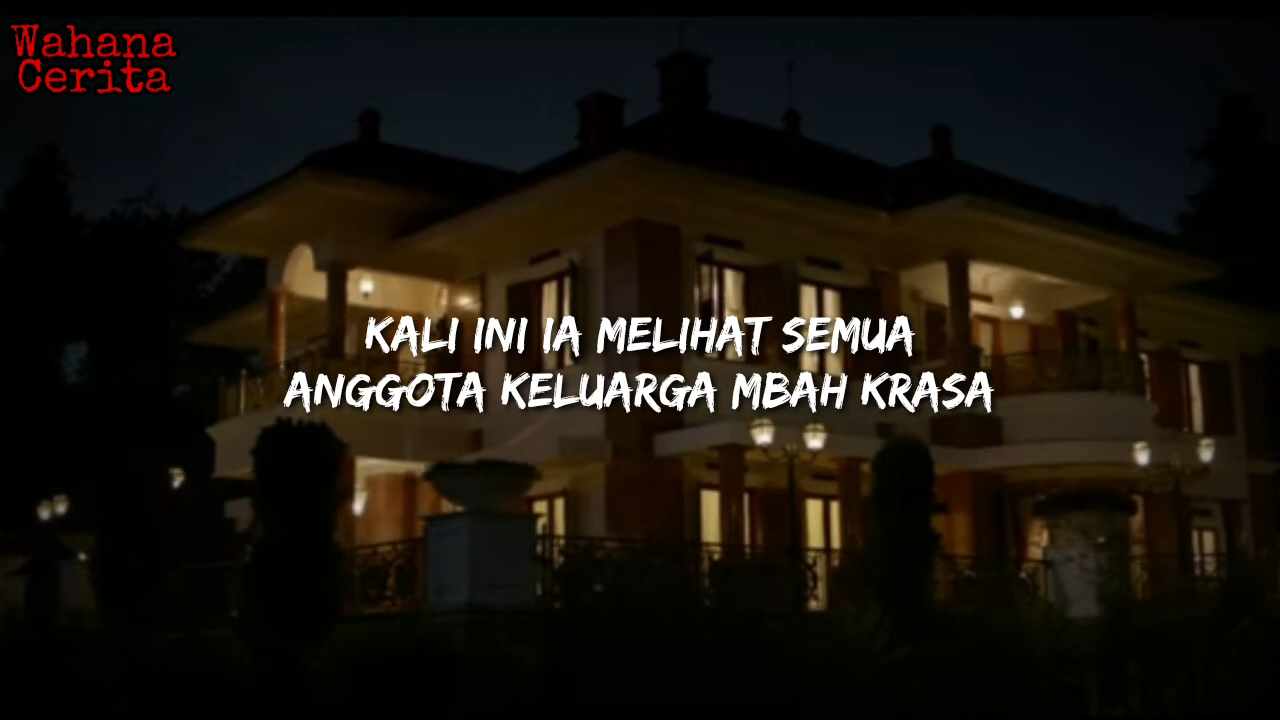 Wahana
Cerita
KALI INI IA MELIHAT SEMUA
ANGGOTA KELUARGA MBAH KRASA